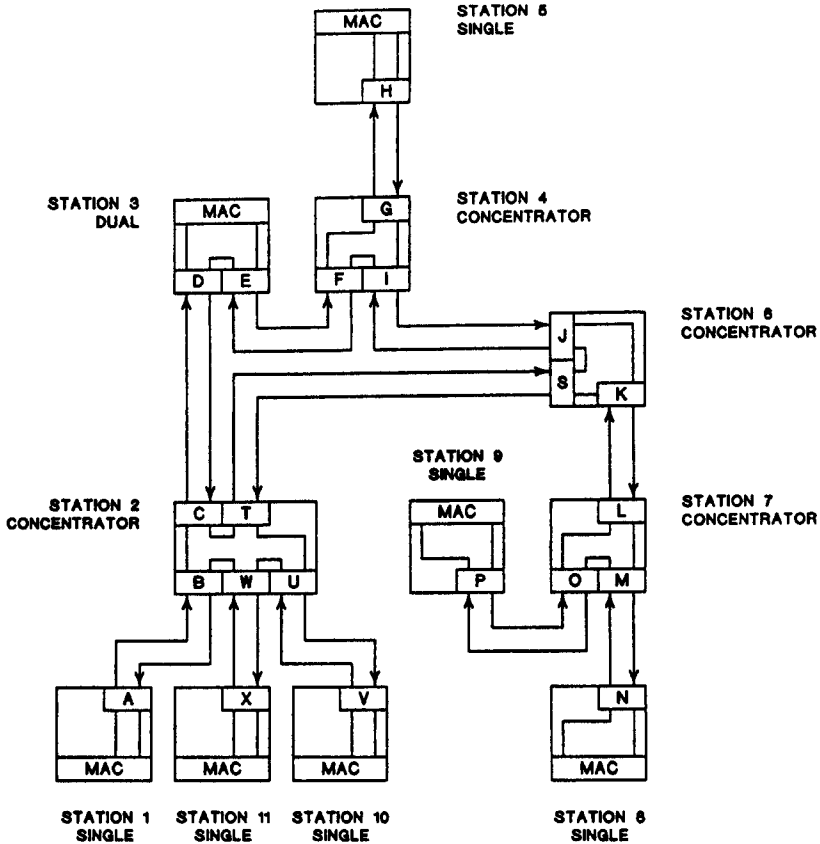 MAC
STATION 5
SINGLE
H
STATION 3
DUAL
MAC
G
STATION 4
CONCENTRATOR
D
E
F
I
J
S
K
STATION 6
CONCENTRATOR
STATION 9
SINGLE
STATION 2
CONCENTRATOR
C
T
MAC
L
STATION 7
CONCENTRATOR
B
W
U
P
O
M
A
X
V
N
MAC
MAC
MAC
MAC
STATION 1
SINGLE
STATION 11
SINGLE
STATION 10
SINGLE
STATION 8
SINGLE